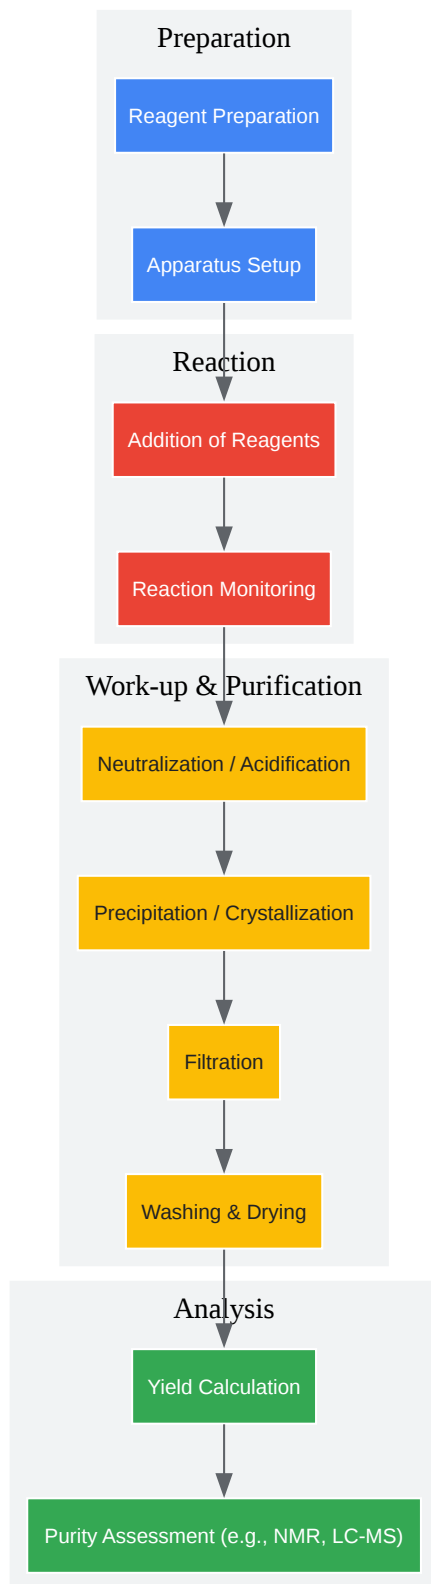 Preparation
Reagent Preparation
Apparatus Setup
Reaction
Addition of Reagents
Reaction Monitoring
Work-up & Purification
Neutralization / Acidification
Precipitation / Crystallization
Filtration
Washing & Drying
Analysis
Yield Calculation
Purity Assessment (e.g., NMR, LC-MS)